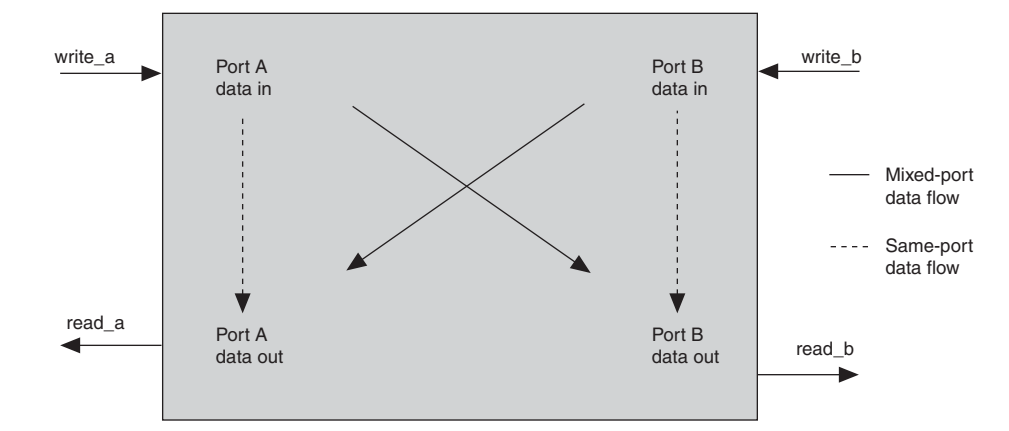 write_a
Port A
data in
Port B
data in
write_b
Mixed-port
data flow
Same-port
data flow
read_a
Port A
data out
Port B
data out
read_b